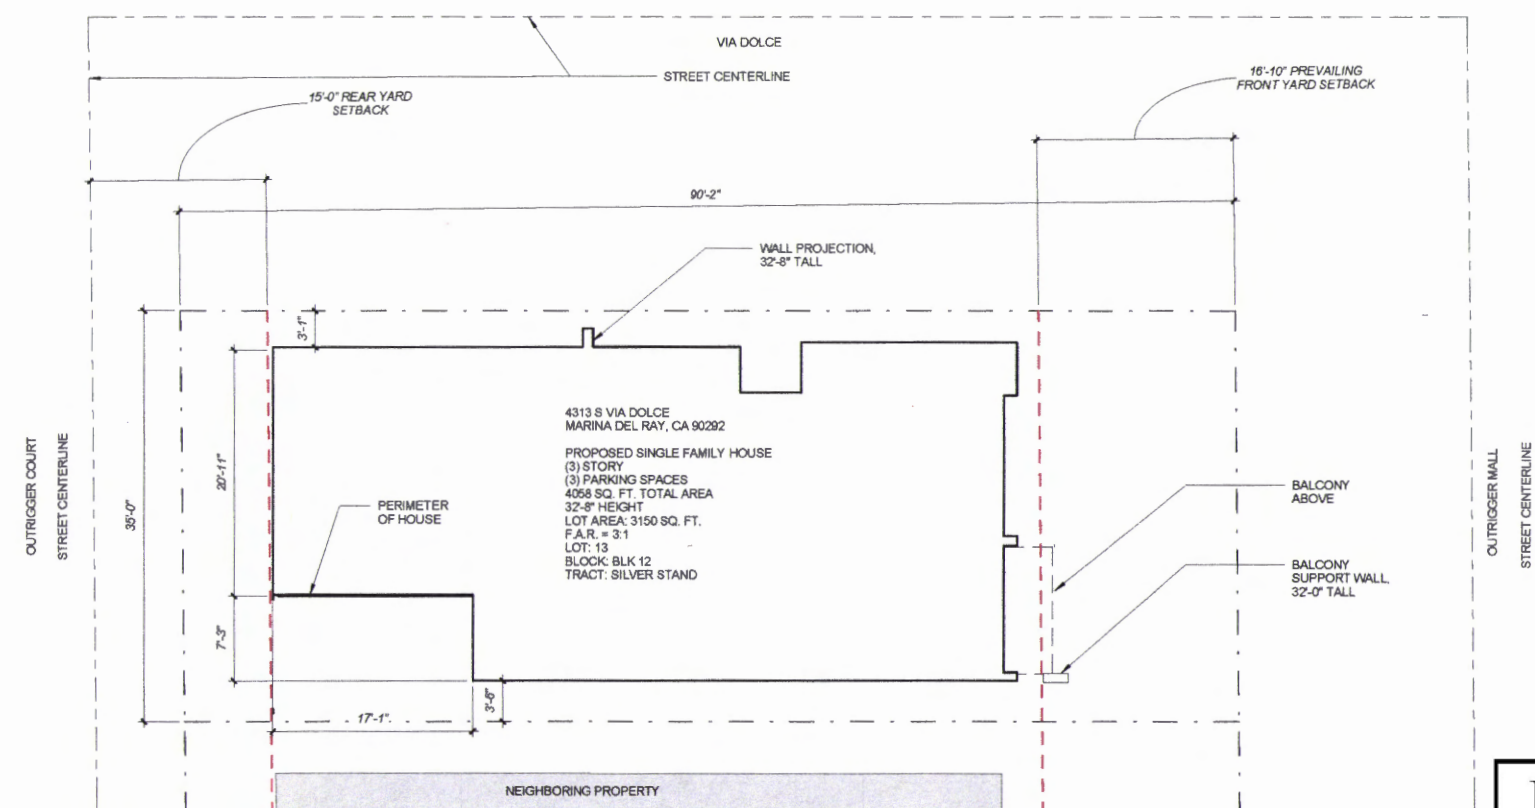 VIA DOLCE
STREET CENTERLINE
16'-10" PREVAILING
FRONT YARD SETBACK
15'-0" REAR YARD
SETBACK
90'-2"
WALL PROJECTION,
32'-8" TALL
3'-1"
4313 S VIA DOLCE
MARINA DEL RAY, CA 90292
PROPOSED SINGLE FAMILY HOUSE
(3) STORY
(3) PARKING SPACES
4058 SQ. FT. TOTAL AREA
32'-8" HEIGHT
LOT AREA: 3150 SQ. FT.
F.A.R. = 3:1
LOT: 13
BLOCK: BLK 12
TRACT: SILVER STAND
OUTRIGGER COURT
STREET CENTERLINE
35'-0"
20'-11"
PERIMETER
OF HOUSE
7'-3"
17'-1"
3'-6"
BALCONY
ABOVE
BALCONY
SUPPORT WALL,
32'-0" TALL
OUTRIGGER MALL
STREET CENTERLINE
NEIGHBORING PROPERTY